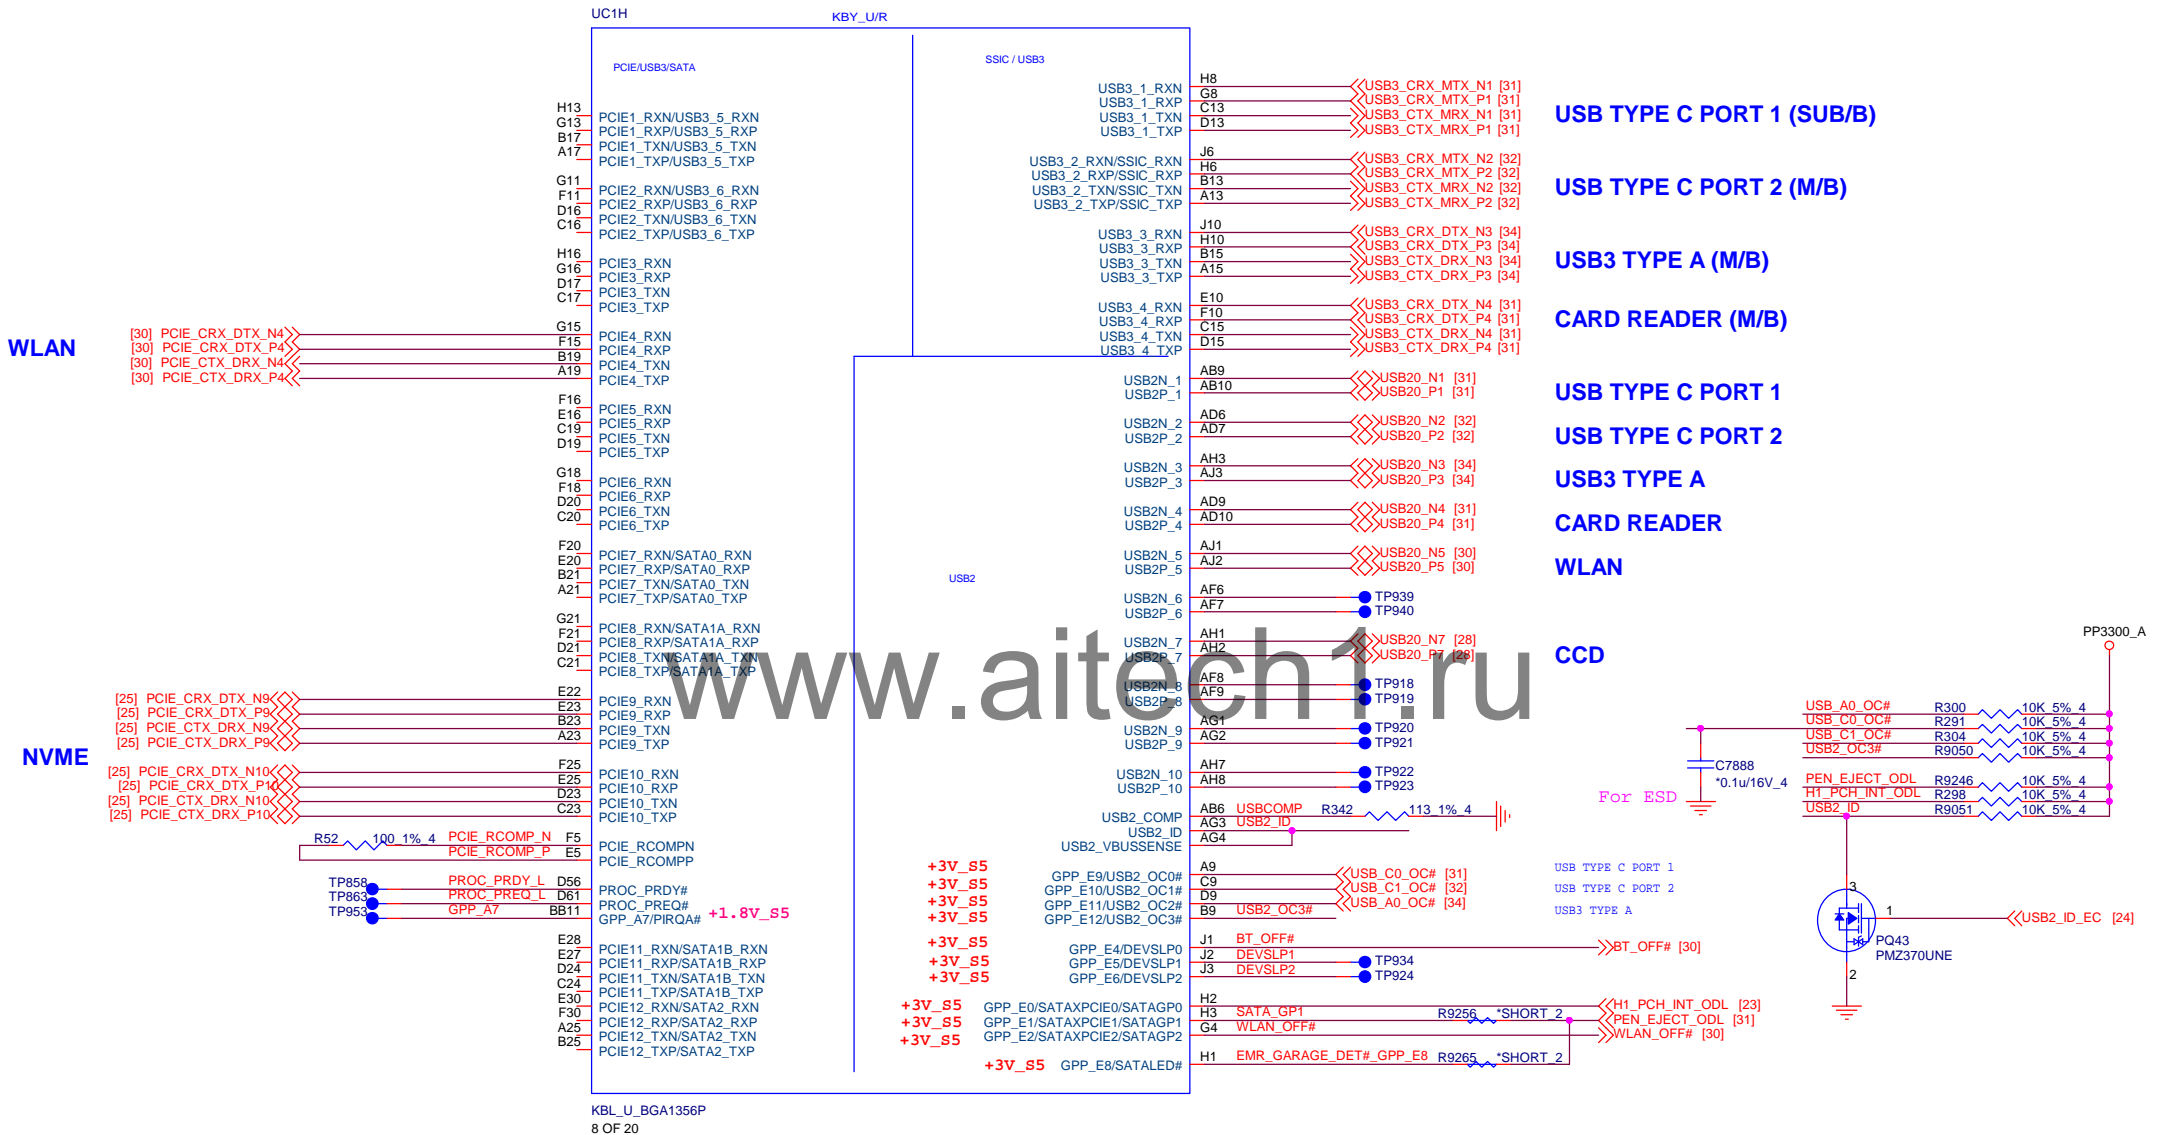 UC1H
KBY_U/R
PCIE/USB3/SATA
SSIC / USB3
H13 PCIE1_RXN/USB3_5_RXN
G13 PCIE1_RXP/USB3_5_RXP
B17 PCIE1_TXN/USB3_5_TXN
A17 PCIE1_TXP/USB3_5_TXP
G11 PCIE2_RXN/USB3_6_RXN
F11 PCIE2_RXP/USB3_6_RXP
D16 PCIE2_TXN/USB3_6_TXN
C16 PCIE2_TXP/USB3_6_TXP
H16 PCIE3_RXN
G16 PCIE3_RXP
D17 PCIE3_TXN
C17 PCIE3_TXP
WLAN
[30] PCIE_CRX_DTX_N4 G15 PCIE4_RXN
[30] PCIE_CRX_DTX_P4 F15 PCIE4_RXP
[30] PCIE_CTX_DRX_N4 B19 PCIE4_TXN
[30] PCIE_CTX_DRX_P4 A19 PCIE4_TXP
F16 PCIE5_RXN
E16 PCIE5_RXP
C19 PCIE5_TXN
D19 PCIE5_TXP
G18 PCIE6_RXN
F18 PCIE6_RXP
D20 PCIE6_TXN
C20 PCIE6_TXP
F20 PCIE7_RXN/SATA0_RXN
E20 PCIE7_RXP/SATA0_RXP
B21 PCIE7_TXN/SATA0_TXN
A21 PCIE7_TXP/SATA0_TXP
G21 PCIE8_RXN/SATA1A_RXN
F21 PCIE8_RXP/SATA1A_RXP
D21 PCIE8_TXN/SATA1A_TXN
C21 PCIE8_TXP/SATA1A_TXP
NVME
[25] PCIE_CRX_DTX_N9 E22 PCIE9_RXN
[25] PCIE_CRX_DTX_P9 E23 PCIE9_RXP
[25] PCIE_CTX_DRX_N9 B23 PCIE9_TXN
[25] PCIE_CTX_DRX_P9 A23 PCIE9_TXP
[25] PCIE_CRX_DTX_N10 F25 PCIE10_RXN
[25] PCIE_CRX_DTX_P10 E25 PCIE10_RXP
[25] PCIE_CTX_DRX_N10 D23 PCIE10_TXN
[25] PCIE_CTX_DRX_P10 C23 PCIE10_TXP
R52 100_1%_4 PCIE_RCOMP_N F5 PCIE_RCOMPN
PCIE_RCOMP_P E5 PCIE_RCOMPP
TP858 PROC_PRDY_L D56 PROC_PRDY#
TP863 PROC_PREQ_L D61 PROC_PREQ#
TP953 GPP_A7 BB11 GPP_A7/PIRQA# +1.8V_S5
E28 PCIE11_RXN/SATA1B_RXN
E27 PCIE11_RXP/SATA1B_RXP
D24 PCIE11_TXN/SATA1B_TXN
C24 PCIE11_TXP/SATA1B_TXP
E30 PCIE12_RXN/SATA2_RXN
F30 PCIE12_RXP/SATA2_RXP
A25 PCIE12_TXN/SATA2_TXN
B25 PCIE12_TXP/SATA2_TXP
USB3_1_RXN H8 USB3_CRX_MTX_N1 [31]
USB3_1_RXP G8 USB3_CRX_MTX_P1 [31]
USB3_1_TXN C13 USB3_CTX_MRX_N1 [31]
USB3_1_TXP D13 USB3_CTX_MRX_P1 [31]
USB TYPE C PORT 1 (SUB/B)
USB3_2_RXN/SSIC_RXN J6 USB3_CRX_MTX_N2 [32]
USB3_2_RXP/SSIC_RXP H6 USB3_CRX_MTX_P2 [32]
USB3_2_TXN/SSIC_TXN B13 USB3_CTX_MRX_N2 [32]
USB3_2_TXP/SSIC_TXP A13 USB3_CTX_MRX_P2 [32]
USB TYPE C PORT 2 (M/B)
USB3_3_RXN J10 USB3_CRX_DTX_N3 [34]
USB3_3_RXP H10 USB3_CRX_DTX_P3 [34]
USB3_3_TXN B15 USB3_CTX_DRX_N3 [34]
USB3_3_TXP A15 USB3_CTX_DRX_P3 [34]
USB3 TYPE A (M/B)
USB3_4_RXN E10 USB3_CRX_DTX_N4 [31]
USB3_4_RXP F10 USB3_CRX_DTX_P4 [31]
USB3_4_TXN C15 USB3_CTX_DRX_N4 [31]
USB3_4_TXP D15 USB3_CTX_DRX_P4 [31]
CARD READER (M/B)
USB2
USB2N_1 AB9 USB20_N1 [31]
USB2P_1 AB10 USB20_P1 [31]
USB TYPE C PORT 1
USB2N_2 AD6 USB20_N2 [32]
USB2P_2 AD7 USB20_P2 [32]
USB TYPE C PORT 2
USB2N_3 AH3 USB20_N3 [34]
USB2P_3 AJ3 USB20_P3 [34]
USB3 TYPE A
USB2N_4 AD9 USB20_N4 [31]
USB2P_4 AD10 USB20_P4 [31]
CARD READER
USB2N_5 AJ1 USB20_N5 [30]
USB2P_5 AJ2 USB20_P5 [30]
WLAN
USB2N_6 AF6 TP939
USB2P_6 AF7 TP940
USB2N_7 AH1 USB20_N7 [28]
USB2P_7 AH2 USB20_P7 [28]
CCD
USB2N_8 AF8 TP918
USB2P_8 AF9 TP919
USB2N_9 AG1 TP920
USB2P_9 AG2 TP921
USB2N_10 AH7 TP922
USB2P_10 AH8 TP923
USB2_COMP AB6 USBCOMP R342 113_1%_4
USB2_ID AG3 USB2_ID
USB2_VBUSSENSE AG4
+3V_S5 GPP_E9/USB2_OC0# A9 USB_C0_OC# [31] USB TYPE C PORT 1
+3V_S5 GPP_E10/USB2_OC1# C9 USB_C1_OC# [32] USB TYPE C PORT 2
+3V_S5 GPP_E11/USB2_OC2# D9 USB_A0_OC# [34] USB3 TYPE A
+3V_S5 GPP_E12/USB2_OC3# B9 USB2_OC3#
+3V_S5 GPP_E4/DEVSLP0 J1 BT_OFF# BT_OFF# [30]
+3V_S5 GPP_E5/DEVSLP1 J2 DEVSLP1 TP934
+3V_S5 GPP_E6/DEVSLP2 J3 DEVSLP2 TP924
+3V_S5 GPP_E0/SATAXPCIE0/SATAGP0 H2 H1_PCH_INT_ODL [23]
+3V_S5 GPP_E1/SATAXPCIE1/SATAGP1 H3 SATA_GP1 R9256 *SHORT_2 PEN_EJECT_ODL [31]
+3V_S5 GPP_E2/SATAXPCIE2/SATAGP2 G4 WLAN_OFF# WLAN_OFF# [30]
+3V_S5 GPP_E8/SATALED# H1 EMR_GARAGE_DET#_GPP_E8 R9265 *SHORT_2
PP3300_A
USB_A0_OC# R300 10K_5%_4
USB_C0_OC# R291 10K_5%_4
USB_C1_OC# R304 10K_5%_4
USB2_OC3# R9050 10K_5%_4
PEN_EJECT_ODL R9246 10K_5%_4
H1_PCH_INT_ODL R298 10K_5%_4
USB2_ID R9051 10K_5%_4
C7888
*0.1u/16V_4
For ESD
3
1
USB2_ID_EC [24]
PQ43
PMZ370UNE
2
www.aitech1.ru
KBL_U_BGA1356P
8 OF 20